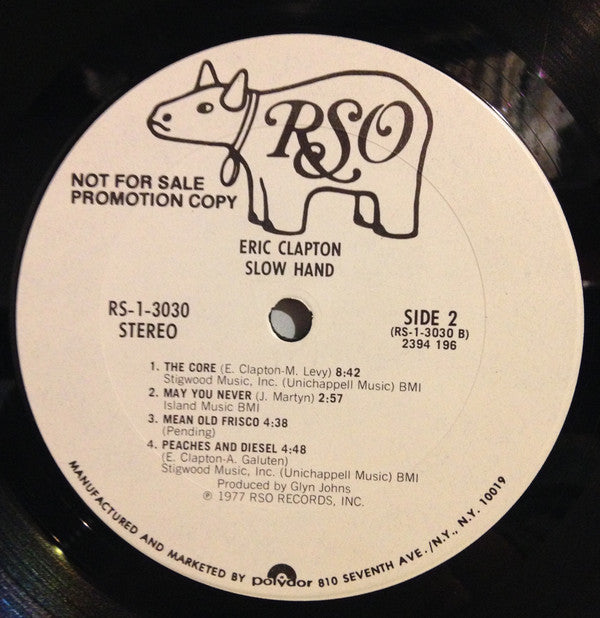 RSO
NOT FOR SALE
PROMOTION COPY
ERIC CLAPTON
SLOW HAND
RS-1-3030
STEREO
SIDE 2
(RS-1-3030 B)
2394 196
1. THE CORE (E. Clapton-M. Levy) 8:42
Stigwood Music, Inc. (Unichappell Music) BMI
2. MAY YOU NEVER (J. Martyn) 2:57
Island Music BMI
3. MEAN OLD FRISCO 4:38
(Pending)
4. PEACHES AND DIESEL 4:48
(E. Clapton-A. Galuten)
Stigwood Music, Inc. (Unichappell Music) BMI
Produced by Glyn Johns
℗ 1977 RSO RECORDS, INC.
MANUFACTURED AND MARKETED BY polydor 810 SEVENTH AVE./N.Y., N.Y. 10019